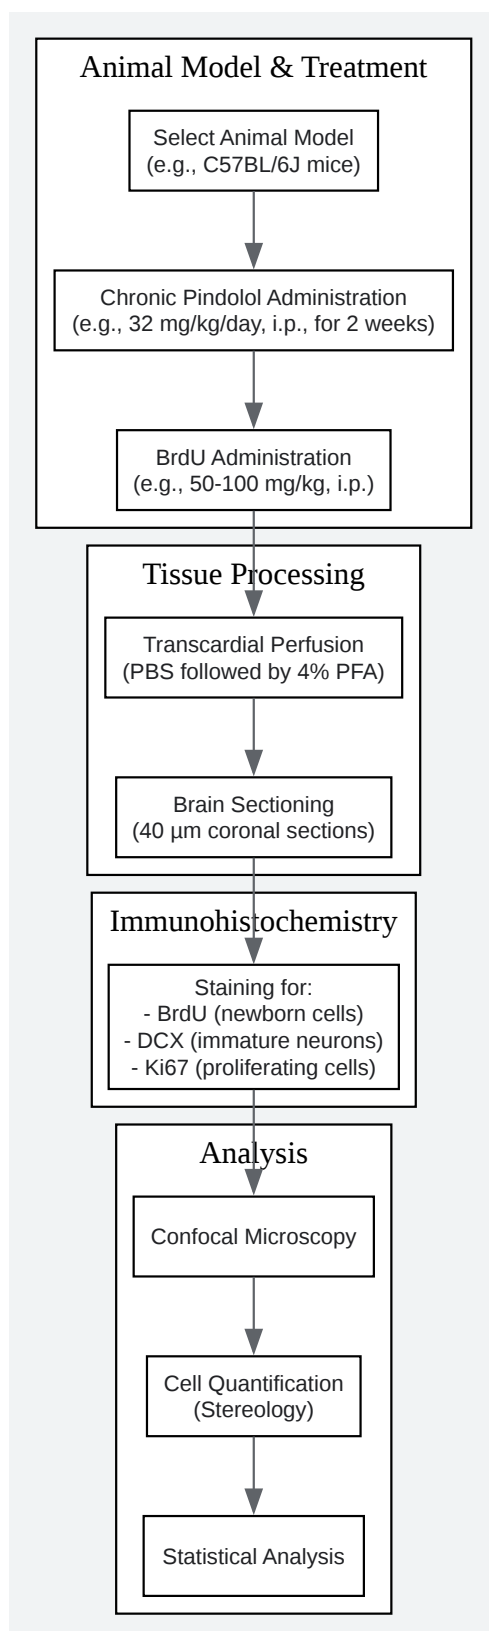 Animal Model & Treatment
Select Animal Model
(e.g., C57BL/6J mice)
Chronic Pindolol Administration
(e.g., 32 mg/kg/day, i.p., for 2 weeks)
BrdU Administration
(e.g., 50-100 mg/kg, i.p.)
Tissue Processing
Transcardial Perfusion
(PBS followed by 4% PFA)
Brain Sectioning
(40 µm coronal sections)
Immunohistochemistry
Staining for:
- BrdU (newborn cells)
- DCX (immature neurons)
- Ki67 (proliferating cells)
Analysis
Confocal Microscopy
Cell Quantification
(Stereology)
Statistical Analysis